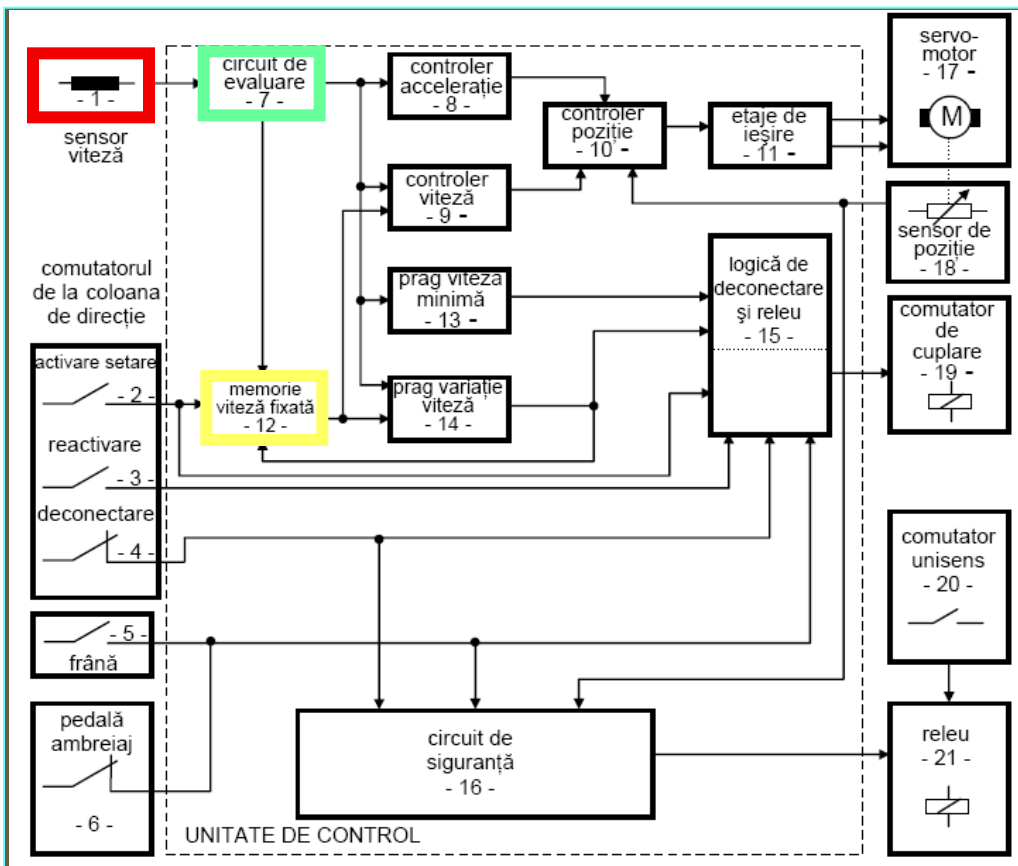 - 1 -
sensor
viteză
circuit de
evaluare
- 7 -
controler
accelerație
- 8 -
controler
poziție
- 10 -
etaje de
ieșire
- 11 -
servo-
motor
- 17 -
M
controler
viteză
- 9 -
sensor de
poziție
- 18 -
comutatorul
de la coloana
de direcție
prag viteza
minimă
- 13 -
logică de
deconectare
şi releu
- 15 -
comutator
de
cuplare
- 19 -
activare setare
- 2 -
memorie
viteză fixată
- 12 -
prag variație
viteză
- 14 -
reactivare
- 3 -
deconectare
- 4 -
comutator
unisens
- 20 -
- 5 -
frână
pedală
ambreiaj
- 6 -
circuit de
siguranță
- 16 -
releu
- 21 -
UNITATE DE CONTROL